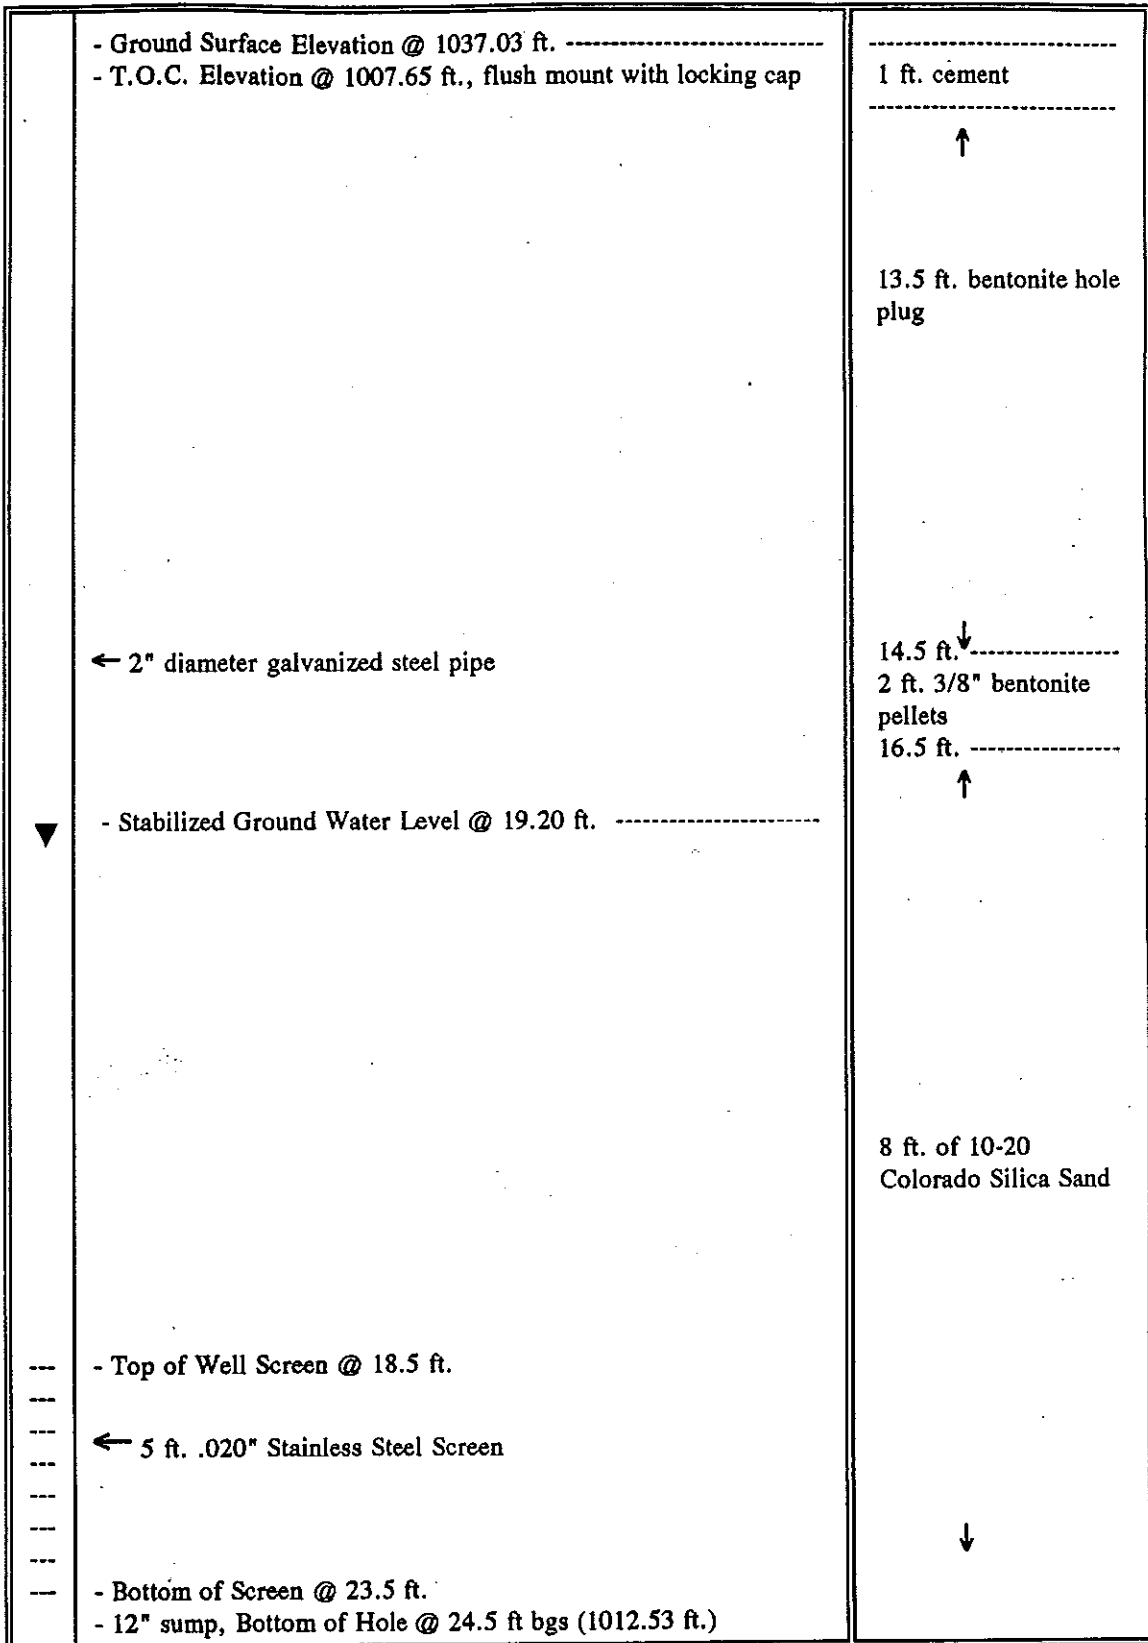 - Ground Surface Elevation @ 1037.03 ft. ----------------------------
- T.O.C. Elevation @ 1007.65 ft., flush mount with locking cap
1 ft. cement
13.5 ft. bentonite hole
plug
← 2" diameter galvanized steel pipe
14.5 ft. -----------------
2 ft. 3/8" bentonite
pellets
16.5 ft. -----------------
- Stabilized Ground Water Level @ 19.20 ft. -----------------------
8 ft. of 10-20
Colorado Silica Sand
- Top of Well Screen @ 18.5 ft.
← 5 ft. .020" Stainless Steel Screen
- Bottom of Screen @ 23.5 ft.
- 12" sump, Bottom of Hole @ 24.5 ft bgs (1012.53 ft.)